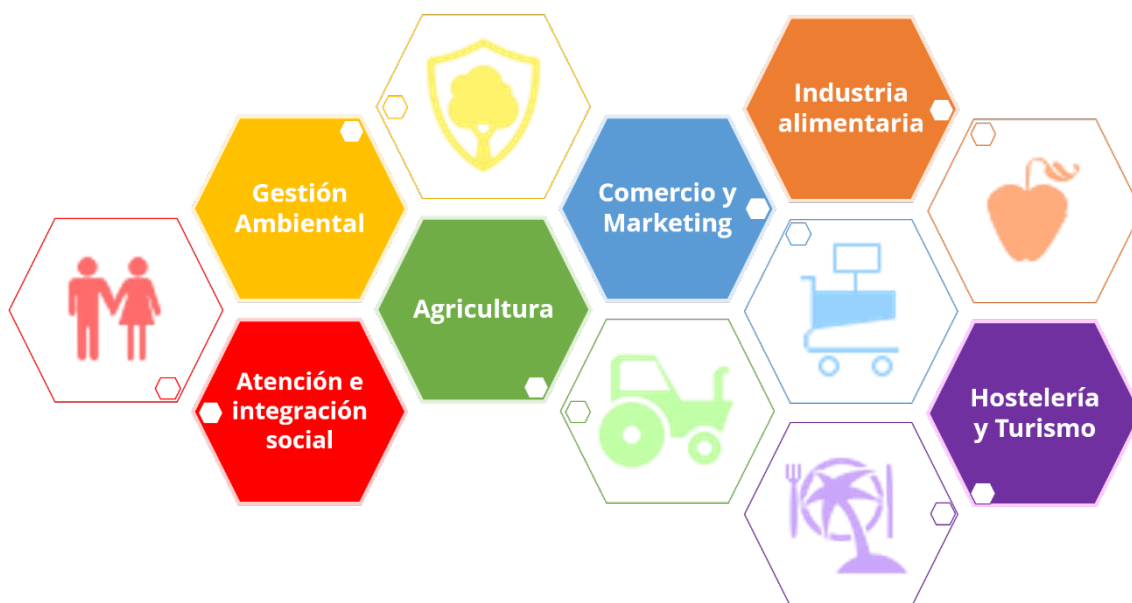 Industria
alimentaria
Gestión
Ambiental
Comercio y
Marketing
Agricultura
Atención e
integración
social
Hostelería
y Turismo